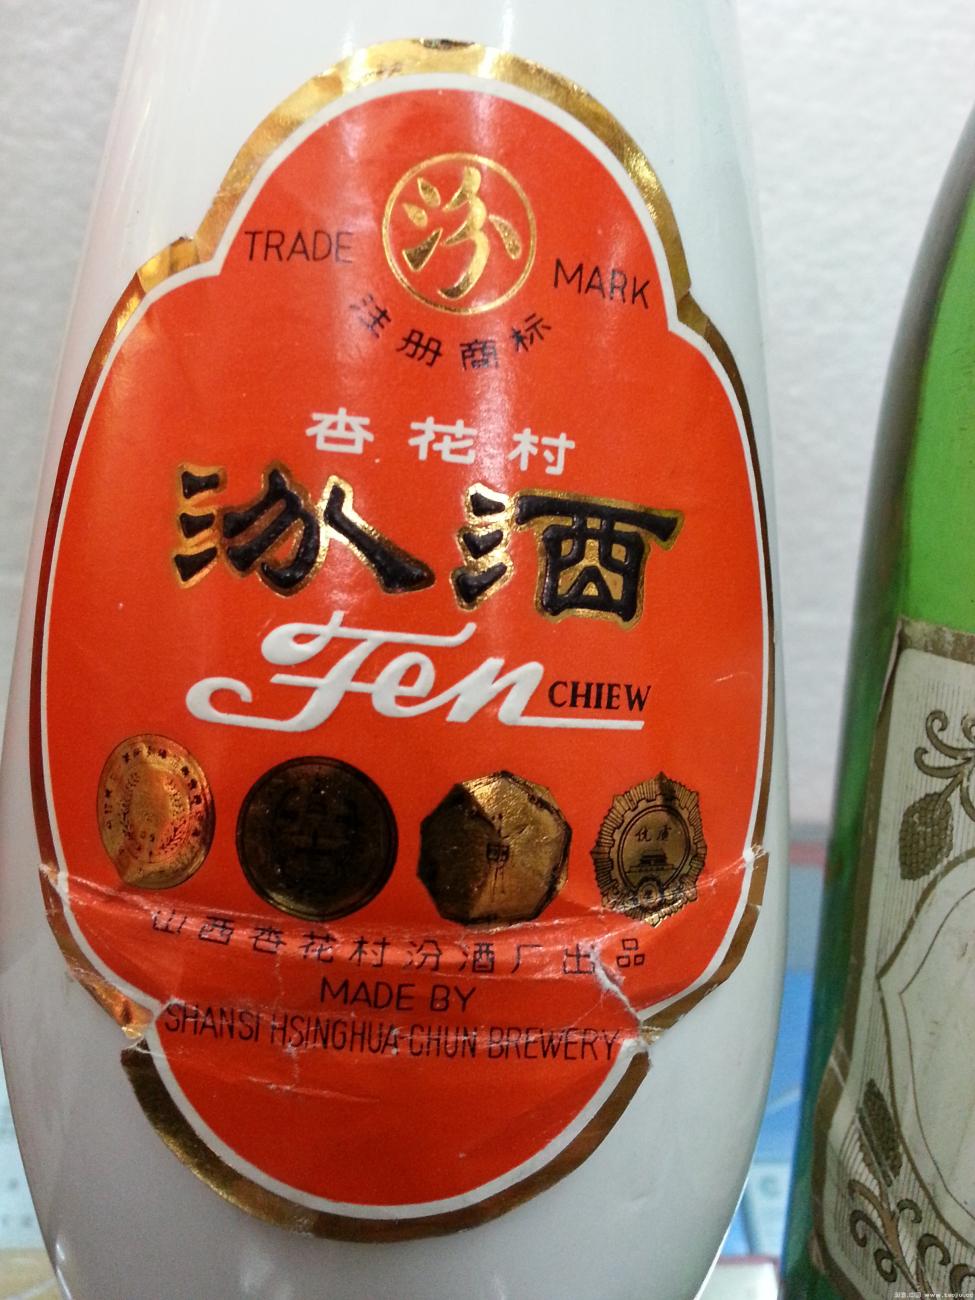 汾
TRADE MARK
注册商标
杏花村
汾酒
Fen CHIEW
山西杏花村汾酒厂出品
MADE BY
SHANSI HSINGHUA-CHUN BREWERY